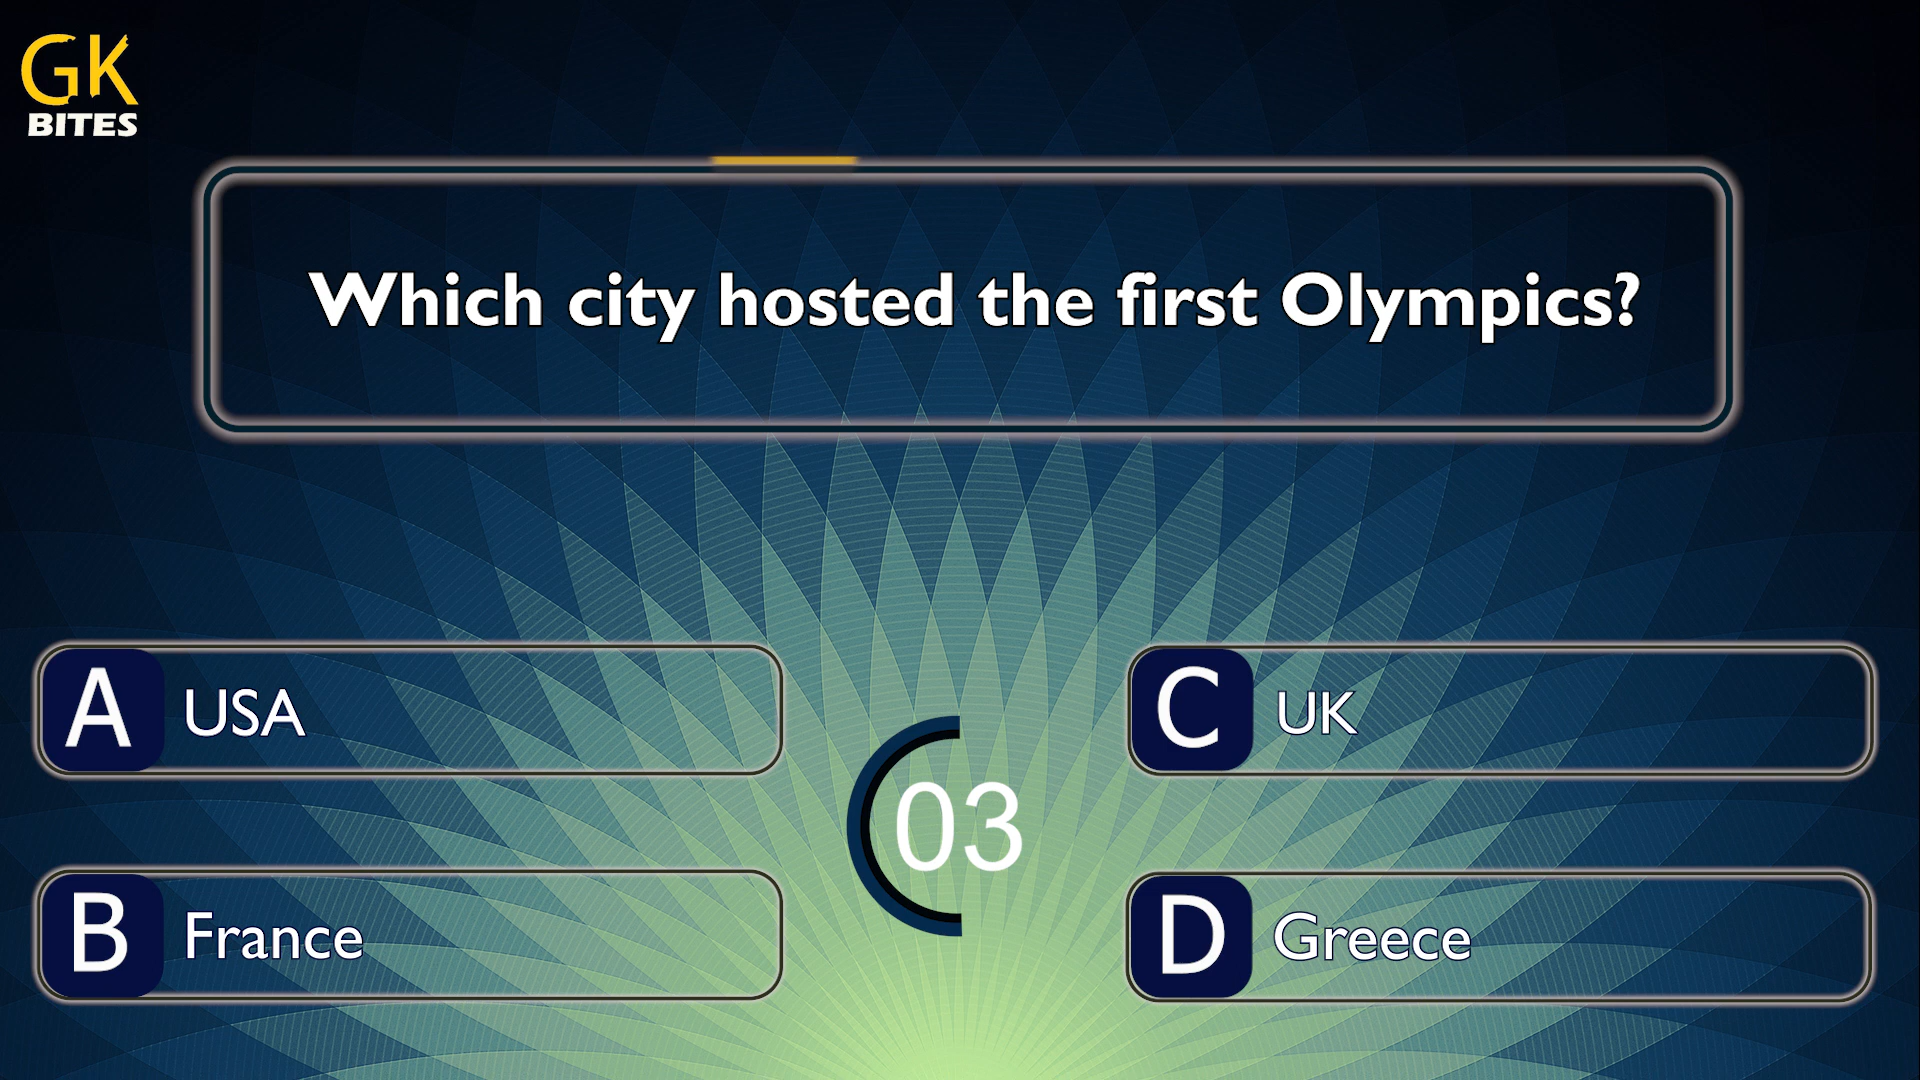 GK
BITES
Which city hosted the first Olympics?
A USA
B France
C UK
D Greece
03